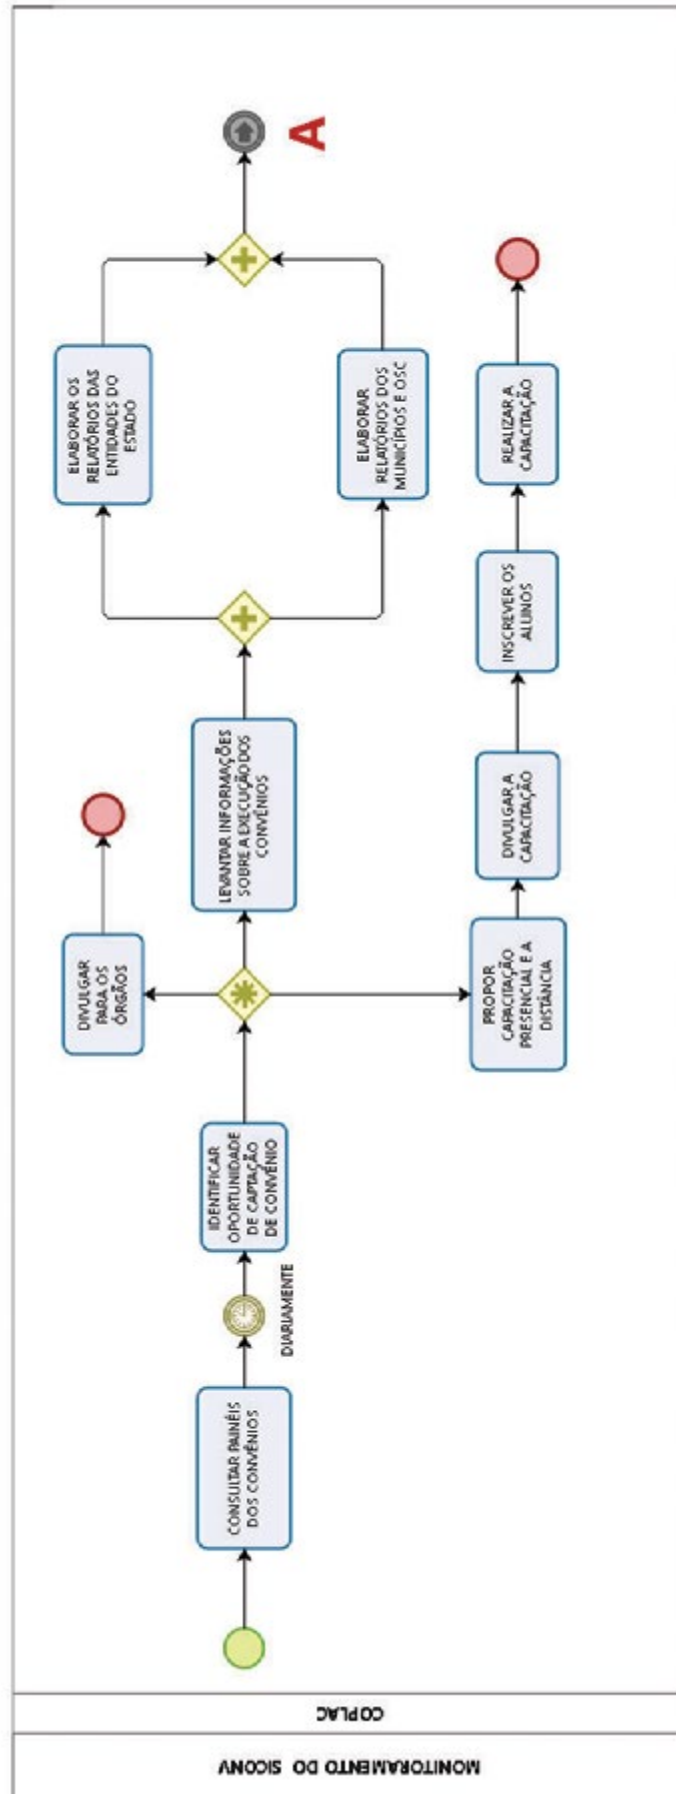 MONITORAMENTO DO SICONV
COPLAC
CONSULTAR PAINÉIS
DOS CONVÊNIOS
DIARIAMENTE
IDENTIFICAR
OPORTUNIDADE
DE CAPTAÇÃO
DE CONVÊNIO
DIVULGAR
PARA OS
ÓRGÃOS
LEVANTAR INFORMAÇÕES
SOBRE A EXECUÇÃO DOS
CONVÊNIOS
ELABORAR OS
RELATÓRIOS DAS
ENTIDADES DO
ESTADO
ELABORAR
RELATÓRIOS DOS
MUNICÍPIOS E OSC
A
PROPOR
CAPACITAÇÃO
PRESENCIAL E A
DISTÂNCIA
DIVULGAR A
CAPACITAÇÃO
INSCREVER OS
ALUNOS
REALIZAR A
CAPACITAÇÃO